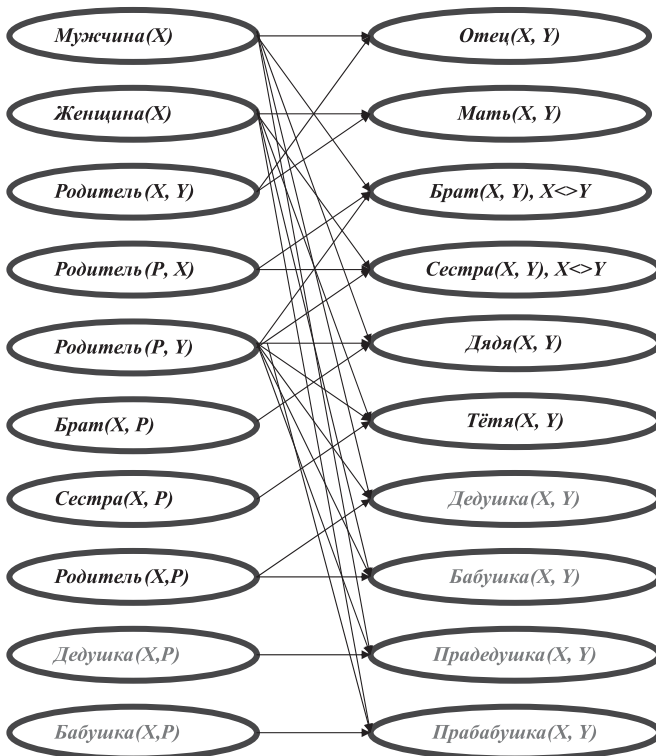 Мужчина(X)
Отец(X, Y)
Женщина(X)
Мать(X, Y)
Родитель(X, Y)
Брат(X, Y), X<>Y
Родитель(P, X)
Сестра(X, Y), X<>Y
Родитель(P, Y)
Дядя(X, Y)
Брат(X, P)
Тётя(X, Y)
Сестра(X, P)
Дедушка(X, Y)
Родитель(X,P)
Бабушка(X, Y)
Дедушка(X,P)
Прадедушка(X, Y)
Бабушка(X,P)
Прабабушка(X, Y)